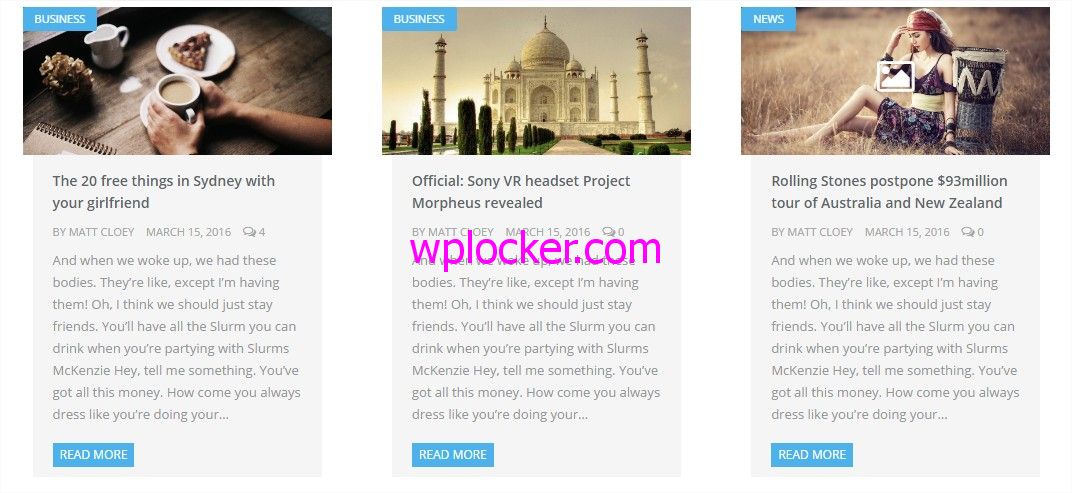 BUSINESS
The 20 free things in Sydney with
your girlfriend
BY MATT CLOEY MARCH 15, 2016 4
And when we woke up, we had these
bodies. They’re like, except I’m having
them! Oh, I think we should just stay
friends. You’ll have all the Slurm you can
drink when you’re partying with Slurms
McKenzie Hey, tell me something. You’ve
got all this money. How come you always
dress like you’re doing your...
READ MORE
BUSINESS
Official: Sony VR headset Project
Morpheus revealed
BY MATT CLOEY MARCH 15, 2016 0
wplocker.com
And when we woke up, we had these
bodies. They’re like, except I’m having
them! Oh, I think we should just stay
friends. You’ll have all the Slurm you can
drink when you’re partying with Slurms
McKenzie Hey, tell me something. You’ve
got all this money. How come you always
dress like you’re doing your...
READ MORE
NEWS
Rolling Stones postpone $93million
tour of Australia and New Zealand
BY MATT CLOEY MARCH 15, 2016 0
And when we woke up, we had these
bodies. They’re like, except I’m having
them! Oh, I think we should just stay
friends. You’ll have all the Slurm you can
drink when you’re partying with Slurms
McKenzie Hey, tell me something. You’ve
got all this money. How come you always
dress like you’re doing your...
READ MORE